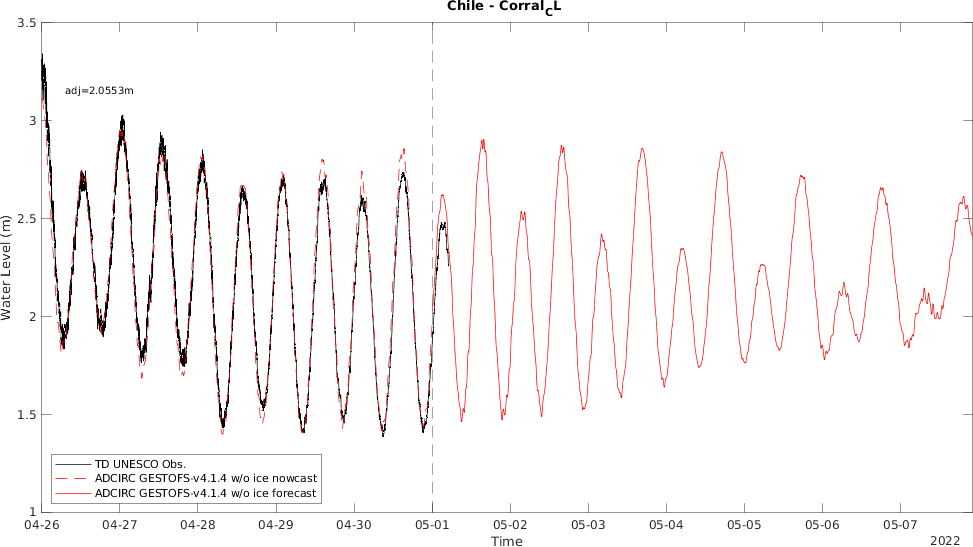 Chile - Corral_CL
3.5
adj=2.0553m
3
2.5
Water Level (m)
2
1.5
TD UNESCO Obs.
ADCIRC GESTOFS-v4.1.4 w/o ice nowcast
ADCIRC GESTOFS-v4.1.4 w/o ice forecast
1
04-26 04-27 04-28 04-29 04-30 05-01 05-02 05-03 05-04 05-05 05-06 05-07
Time
2022